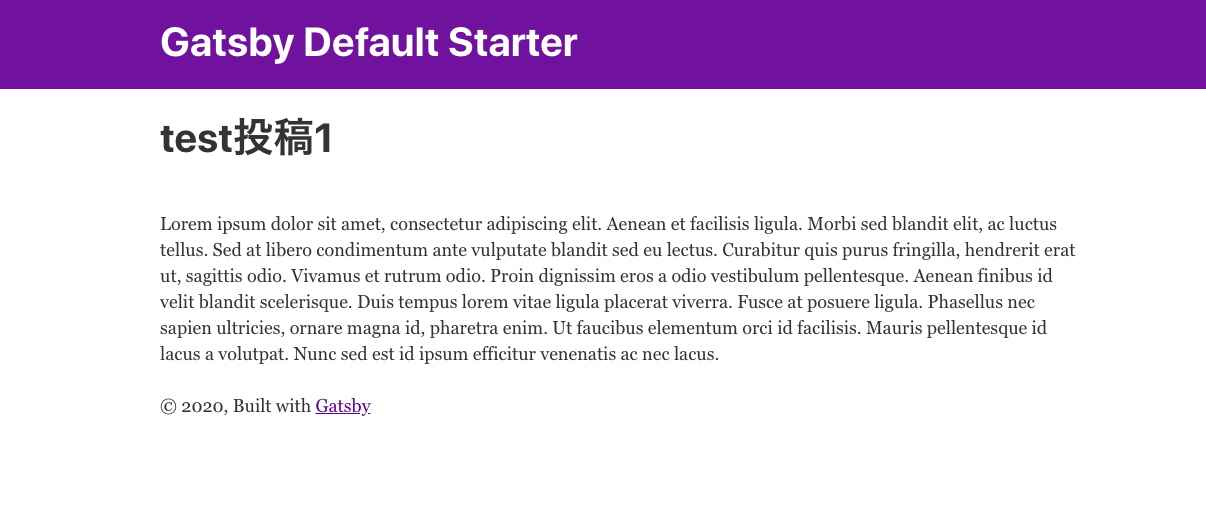 Gatsby Default Starter
test投稿1
Lorem ipsum dolor sit amet, consectetur adipiscing elit. Aenean et facilisis ligula. Morbi sed blandit elit, ac luctus
tellus. Sed at libero condimentum ante vulputate blandit sed eu lectus. Curabitur quis purus fringilla, hendrerit erat
ut, sagittis odio. Vivamus et rutrum odio. Proin dignissim eros a odio vestibulum pellentesque. Aenean finibus id
velit blandit scelerisque. Duis tempus lorem vitae ligula placerat viverra. Fusce at posuere ligula. Phasellus nec
sapien ultricies, ornare magna id, pharetra enim. Ut faucibus elementum orci id facilisis. Mauris pellentesque id
lacus a volutpat. Nunc sed est id ipsum efficitur venenatis ac nec lacus.
© 2020, Built with Gatsby